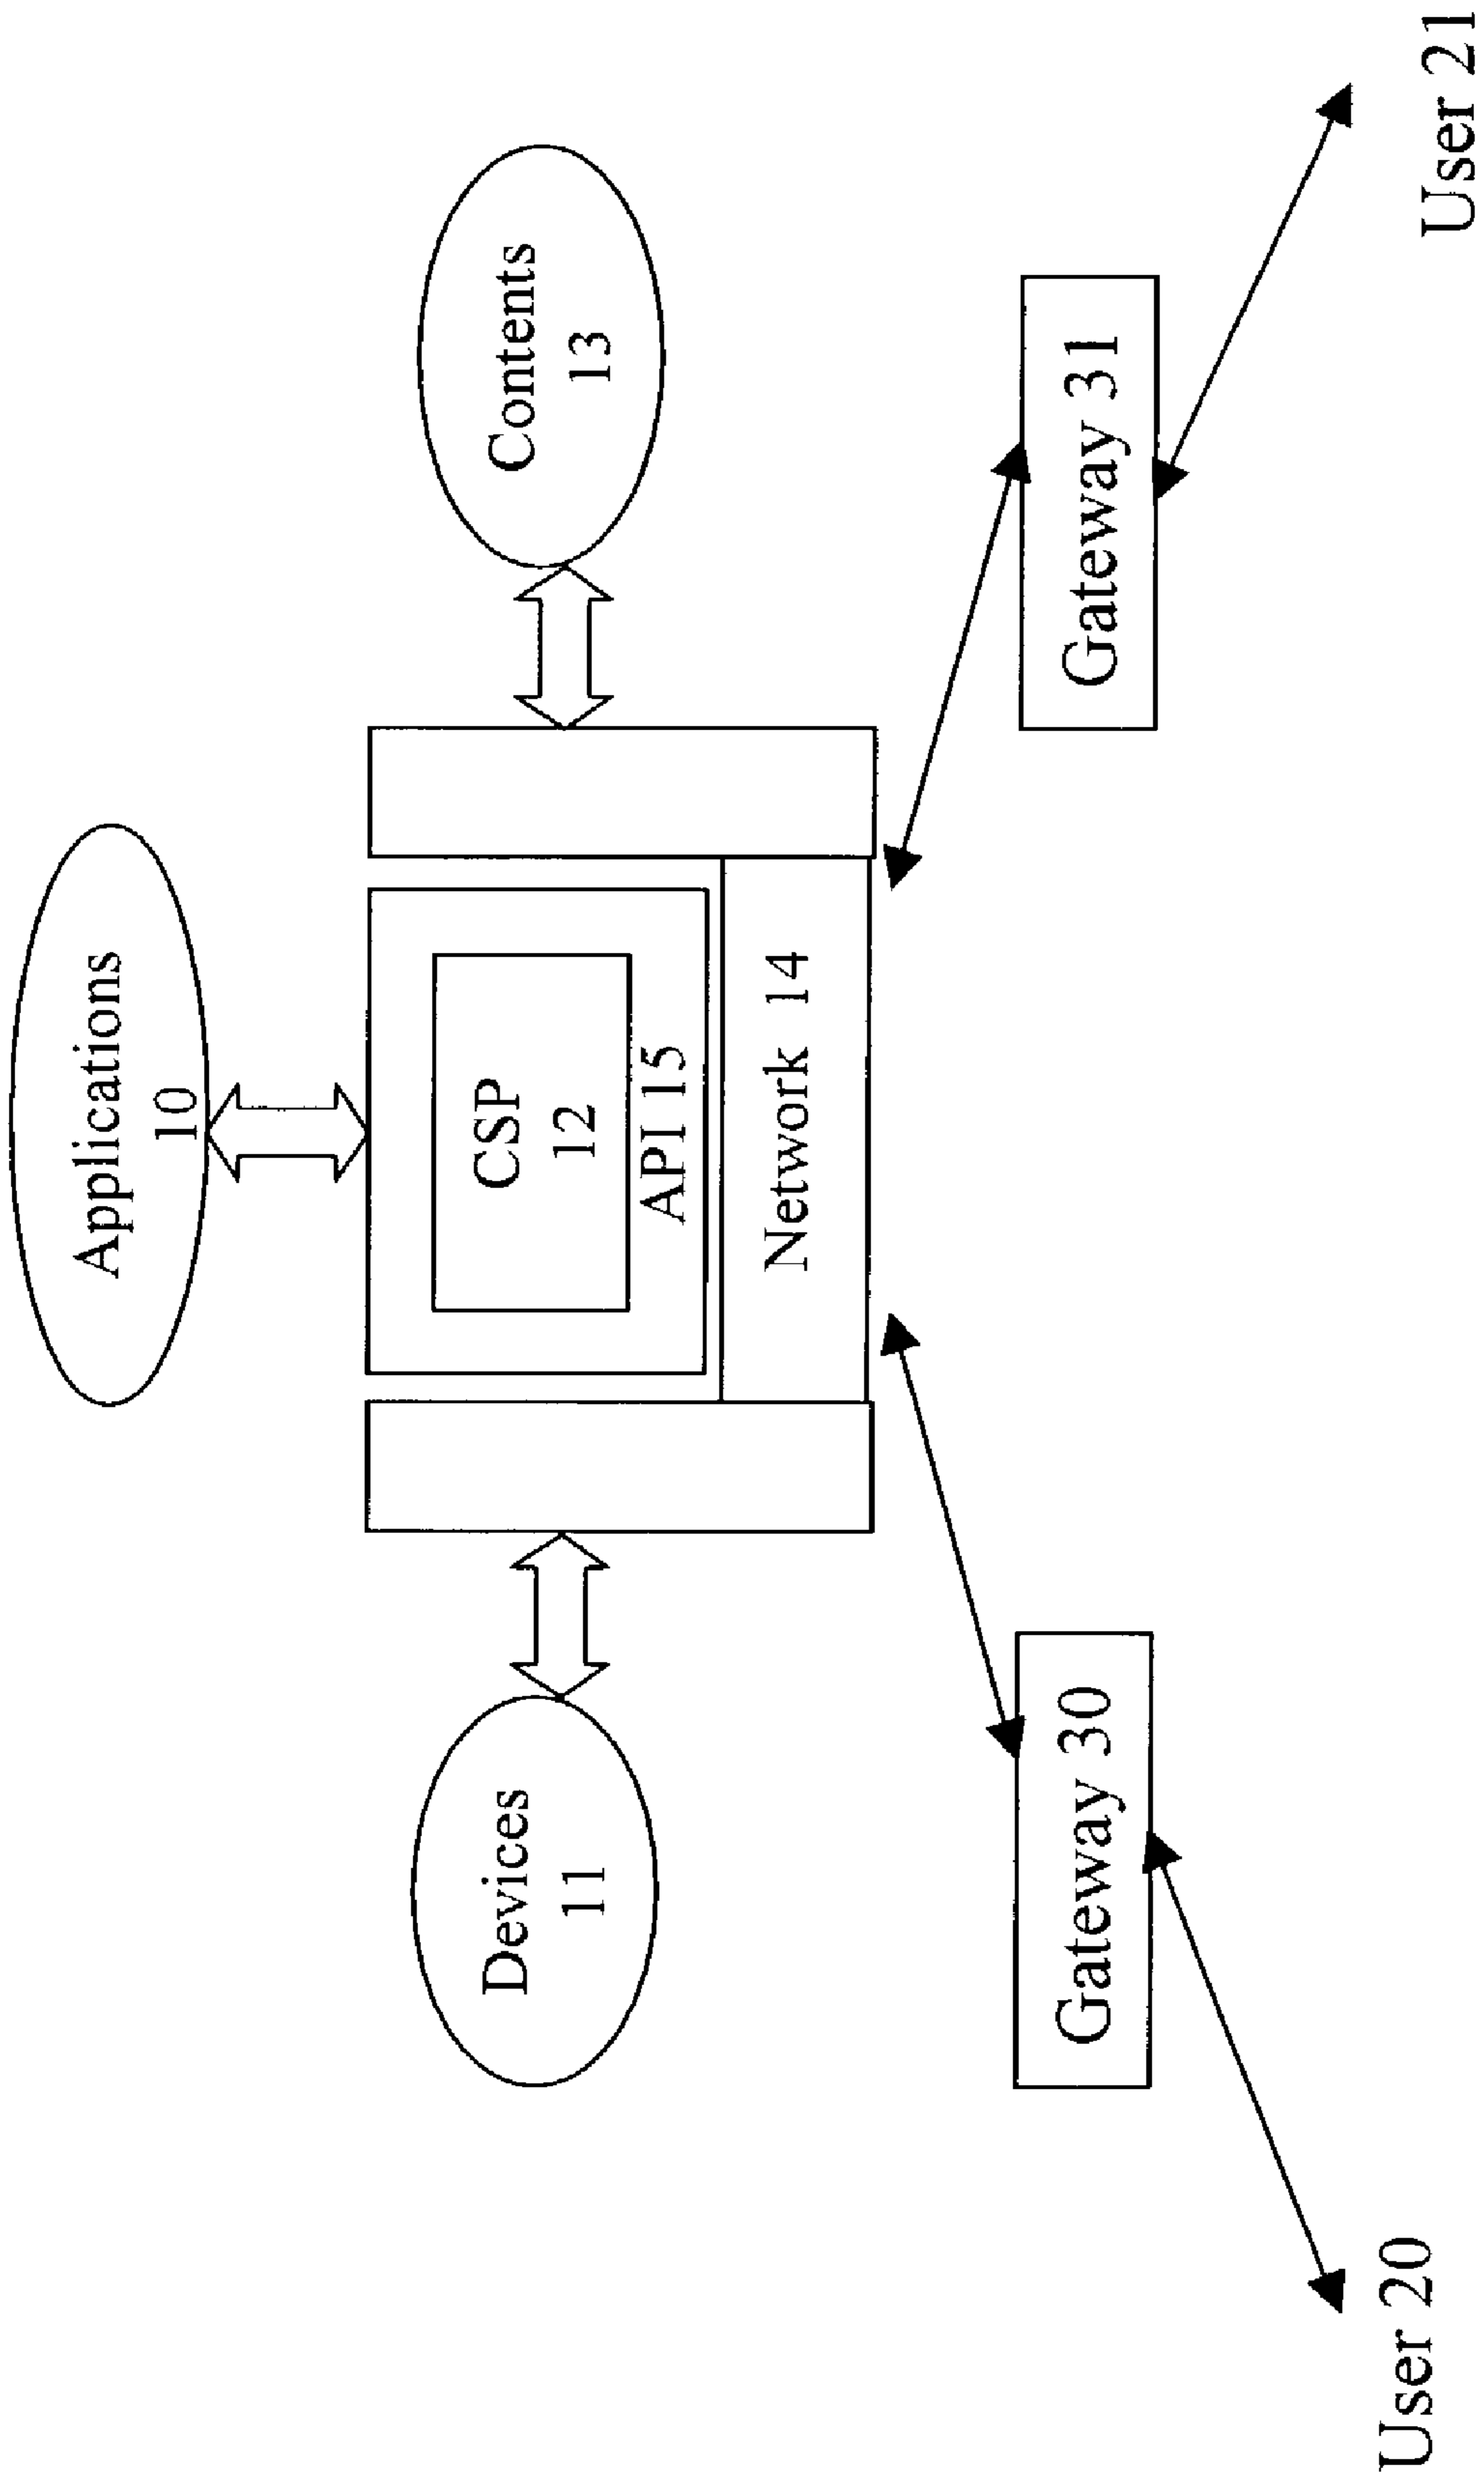 Applications
10
Devices
11
CSP
12
API 15
Contents
13
Network 14
Gateway 30
Gateway 31
User 20
User 21